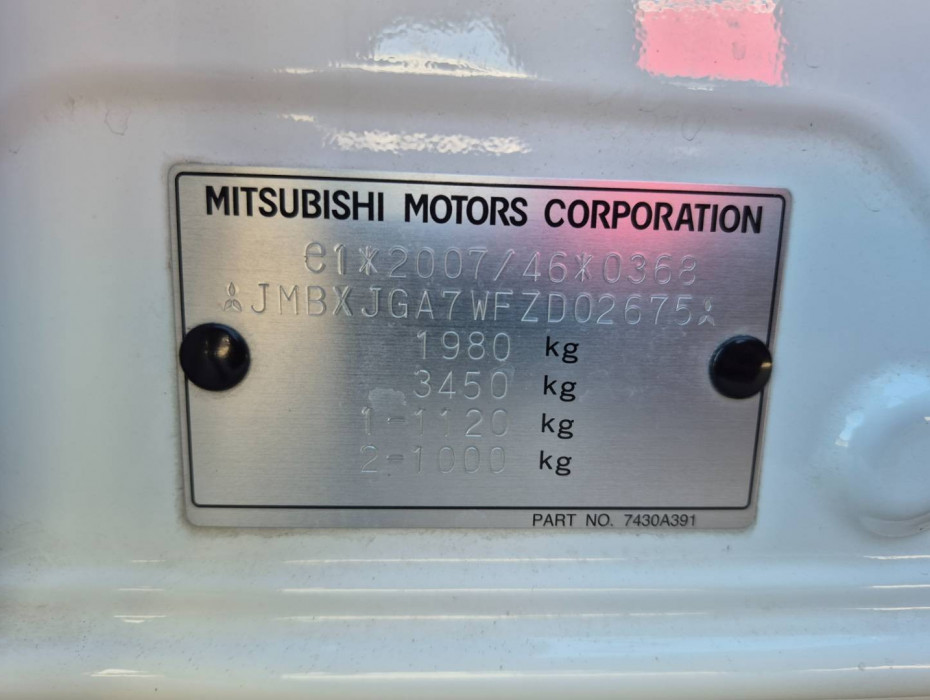 MITSUBISHI MOTORS CORPORATION
e1*2007/46*0368
JMBXJGA7WFZD02675
1980 kg
3450 kg
1-1120 kg
2-1000 kg
PART NO. 7430A391